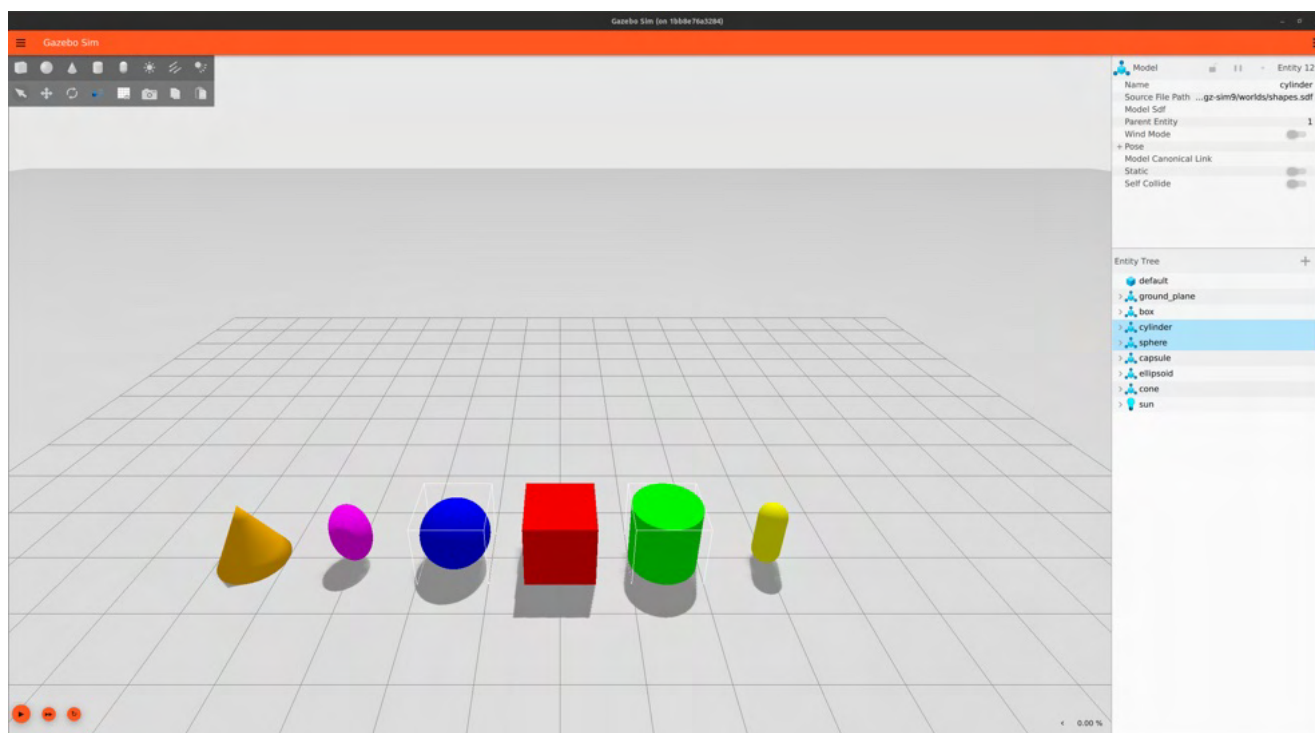 Gazebo Sim (on 1bb8e76a3284)
Gazebo Sim
Model Entity 12
Name cylinder
Source File Path ...gz-sim9/worlds/shapes.sdf
Model Sdf
Parent Entity 1
Wind Mode
+ Pose
Model Canonical Link
Static
Self Collide
Entity Tree
default
ground_plane
box
cylinder
sphere
capsule
ellipsoid
cone
sun
0.00 %